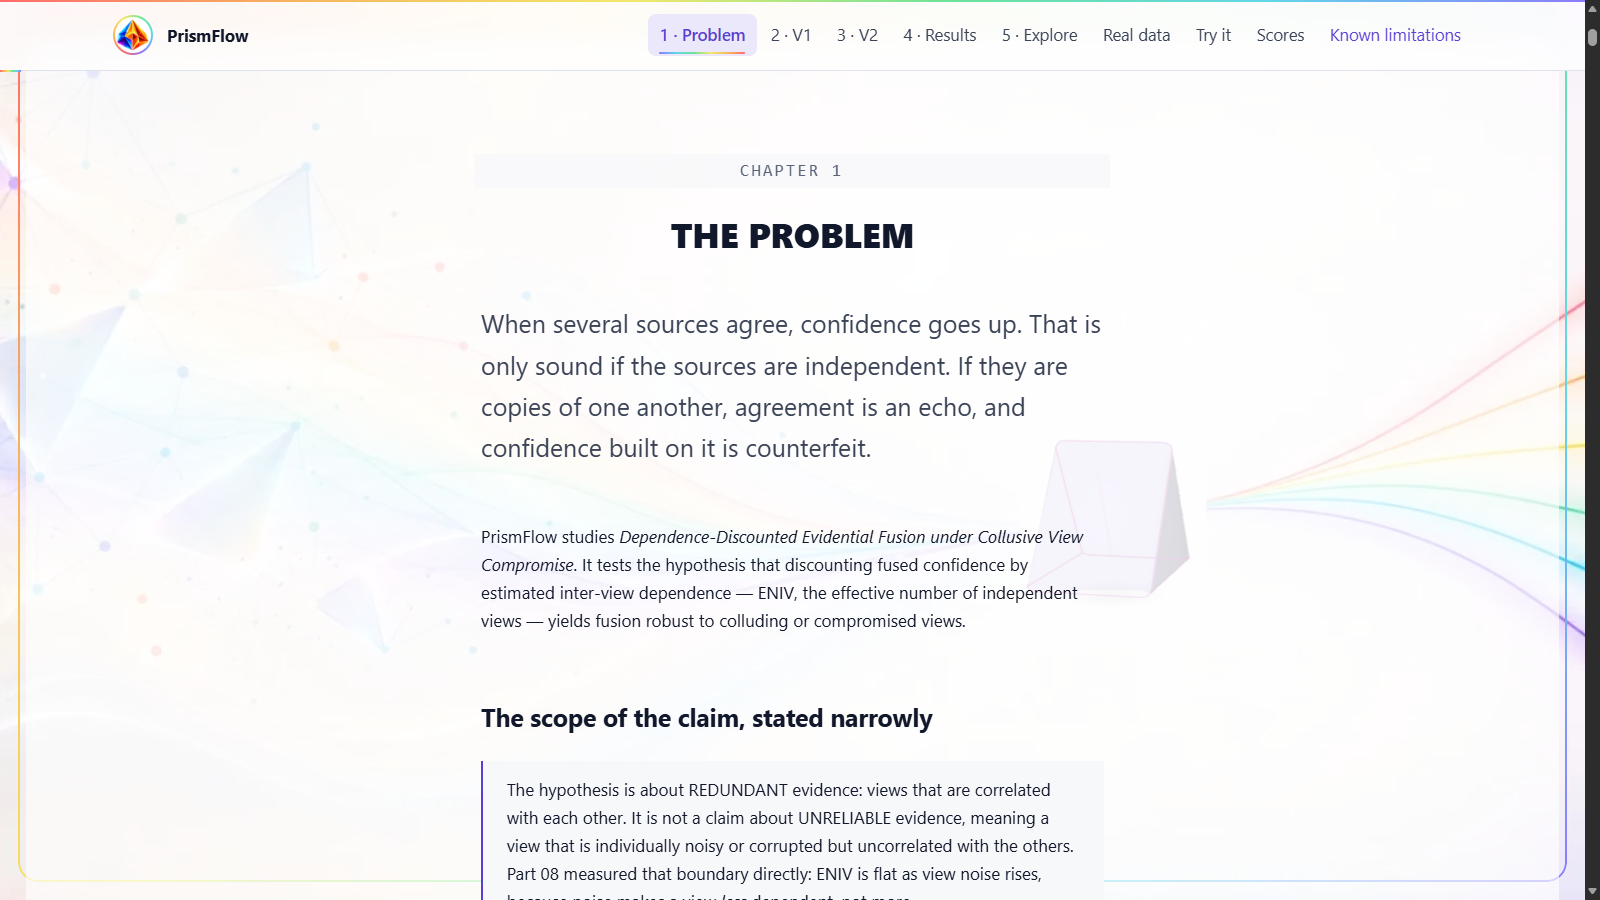 PrismFlow
1 · Problem
2 · V1
3 · V2
4 · Results
5 · Explore
Real data
Try it
Scores
Known limitations
CHAPTER 1
THE PROBLEM
When several sources agree, confidence goes up. That is
only sound if the sources are independent. If they are
copies of one another, agreement is an echo, and
confidence built on it is counterfeit.
PrismFlow studies Dependence-Discounted Evidential Fusion under Collusive View
Compromise. It tests the hypothesis that discounting fused confidence by
estimated inter-view dependence — ENIV, the effective number of independent
views — yields fusion robust to colluding or compromised views.
The scope of the claim, stated narrowly
The hypothesis is about REDUNDANT evidence: views that are correlated
with each other. It is not a claim about UNRELIABLE evidence, meaning a
view that is individually noisy or corrupted but uncorrelated with the others.
Part 08 measured that boundary directly: ENIV is flat as view noise rises,